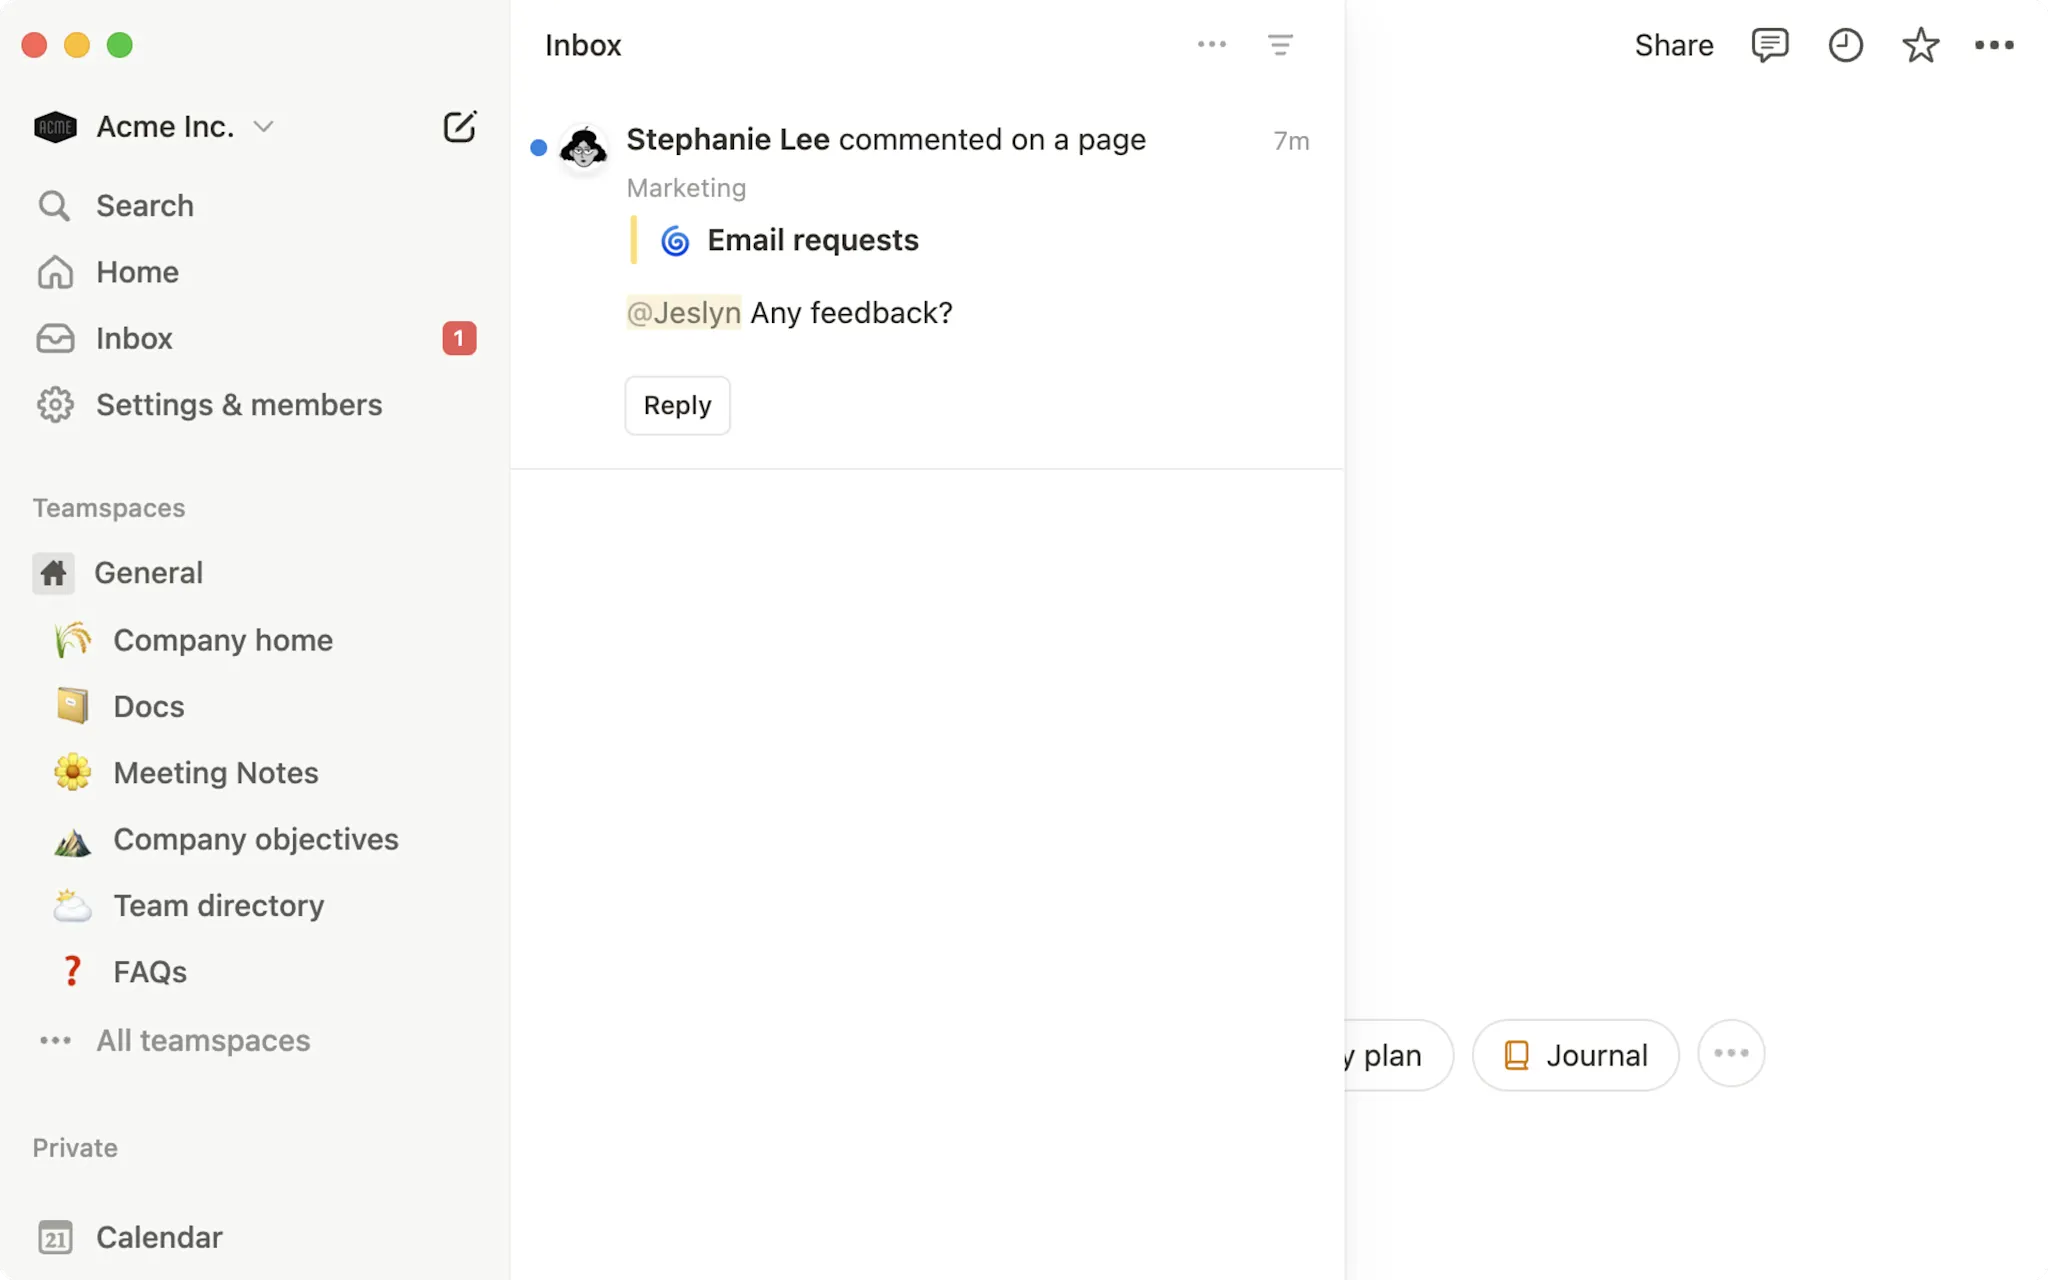 Acme Inc.
Search
Home
Inbox
1
Settings & members
Teamspaces
General
Company home
Docs
Meeting Notes
Company objectives
Team directory
FAQs
All teamspaces
Private
21
Calendar
Inbox
Stephanie Lee commented on a page
7m
Marketing
Email requests
@Jeslyn Any feedback?
Reply
Share
y plan
Journal
ACME